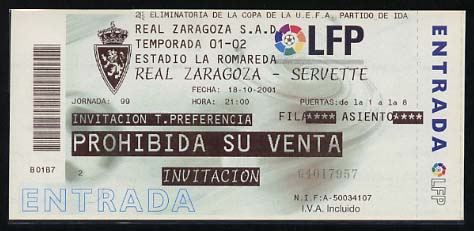 2ª ELIMINATORIA DE LA COPA DE LA U.E.F.A. PARTIDO DE IDA
REAL ZARAGOZA S.A.D
TEMPORADA 01-02
ESTADIO LA ROMAREDA
LFP
REAL ZARAGOZA - SERVETTE
FECHA: 18-10-2001
JORNADA: 99
HORA: 21:00
PUERTAS: de la 1 a la 8
INVITACION T. PREFERENCIA
FILA**** ASIENTO****
PROHIBIDA SU VENTA
B01B7
2
INVITACION
04017957
ENTRADA
N.I.F: A-50034107
I.V.A. Incluido
ENTRADA
LFP